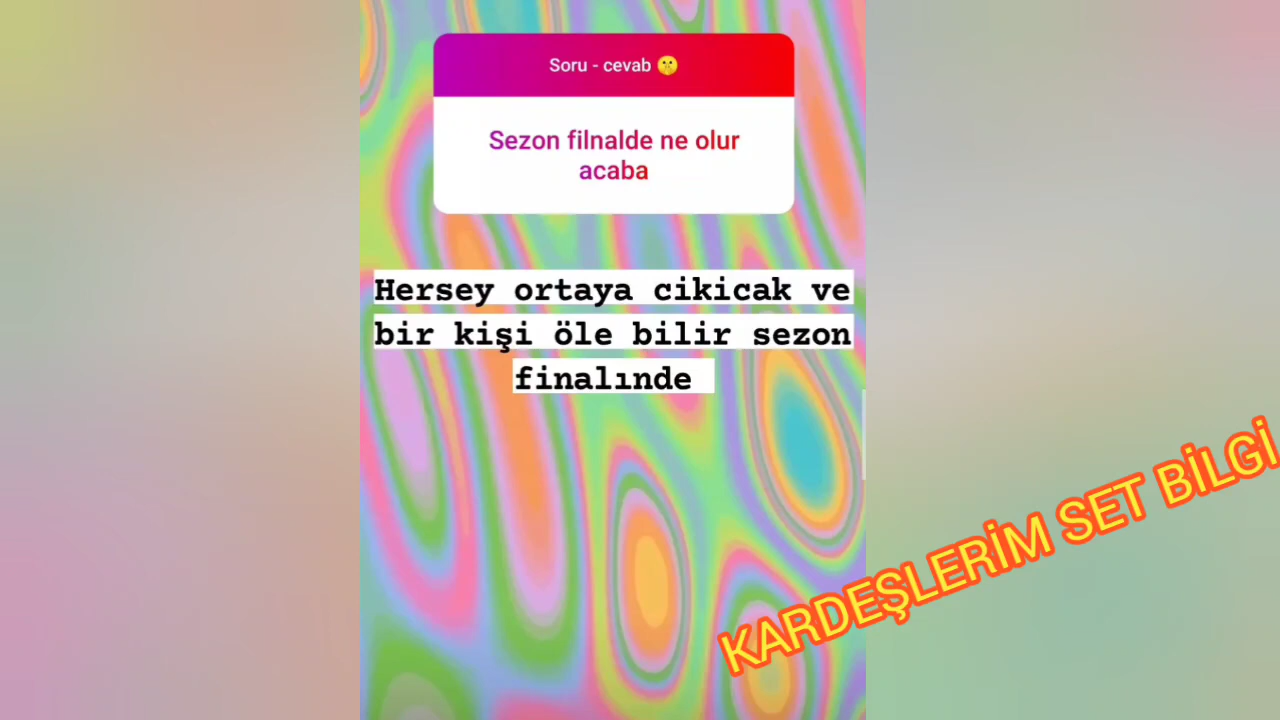 Soru - cevab 🤫
Sezon filnalde ne olur
acaba
Hersey ortaya cikicak ve
bir kişi öle bilir sezon
finalınde
KARDEŞLERİM SET BİLGİ